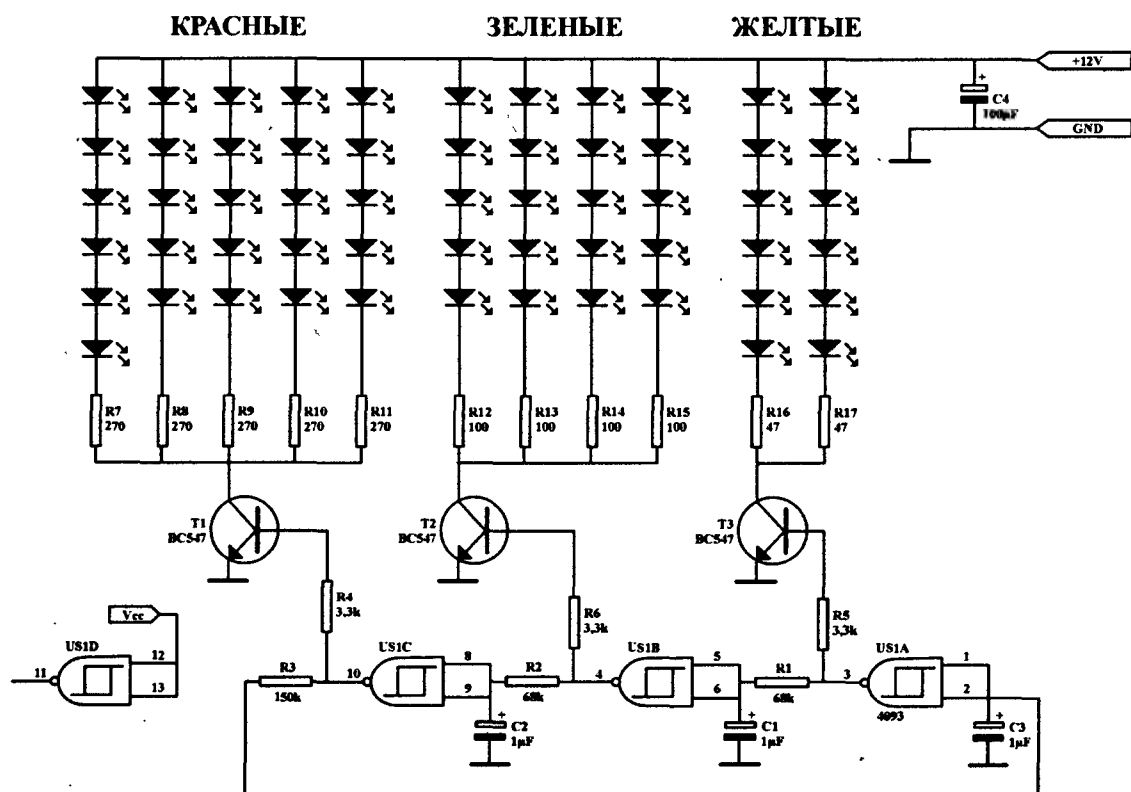 КРАСНЫЕ ЗЕЛЕНЫЕ ЖЕЛТЫЕ
+12V
+
C4
100µF
GND
R7
270
R8
270
R9
270
R10
270
R11
270
R12
100
R13
100
R14
100
R15
100
R16
47
R17
47
T1
BC547
T2
BC547
T3
BC547
R4
3,3k
R6
3,3k
R5
3,3k
Vcc
US1D
11
12
13
R3
150k
10
US1C
8
9
R2
68k
4
US1B
5
6
R1
68k
3
US1A
4093
1
2
+
C2
1µF
+
C1
1µF
+
C3
1µF